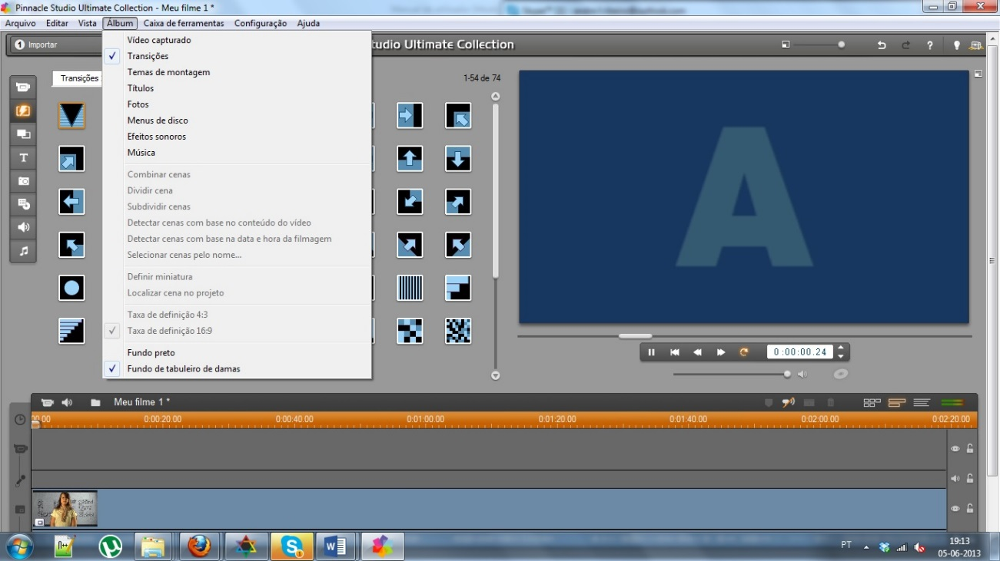 Pinnacle Studio Ultimate Collection - Meu filme 1 *
Arquivo Editar Vista Álbum Caixa de ferramentas Configuração Ajuda
1 Importar
tudio Ultimate Collection
?
Vídeo capturado
Transições
Temas de montagem
Títulos
Fotos
Menus de disco
Efeitos sonoros
Música
Combinar cenas
Dividir cena
Subdividir cenas
Detectar cenas com base no conteúdo do vídeo
Detectar cenas com base na data e hora da filmagem
Selecionar cenas pelo nome...
Definir miniatura
Localizar cena no projeto
Taxa de definição 4:3
Taxa de definição 16:9
Fundo preto
Fundo de tabuleiro de damas
Transições
1-54 de 74
T
A
0:00:00.24
Meu filme 1 *
00.00 0:00:20.00 0:00:40.00 0:01:00.00 0:01:20.00 0:01:40.00 0:02:00.00 0:02:20.00
PT
19:13
05-06-2013